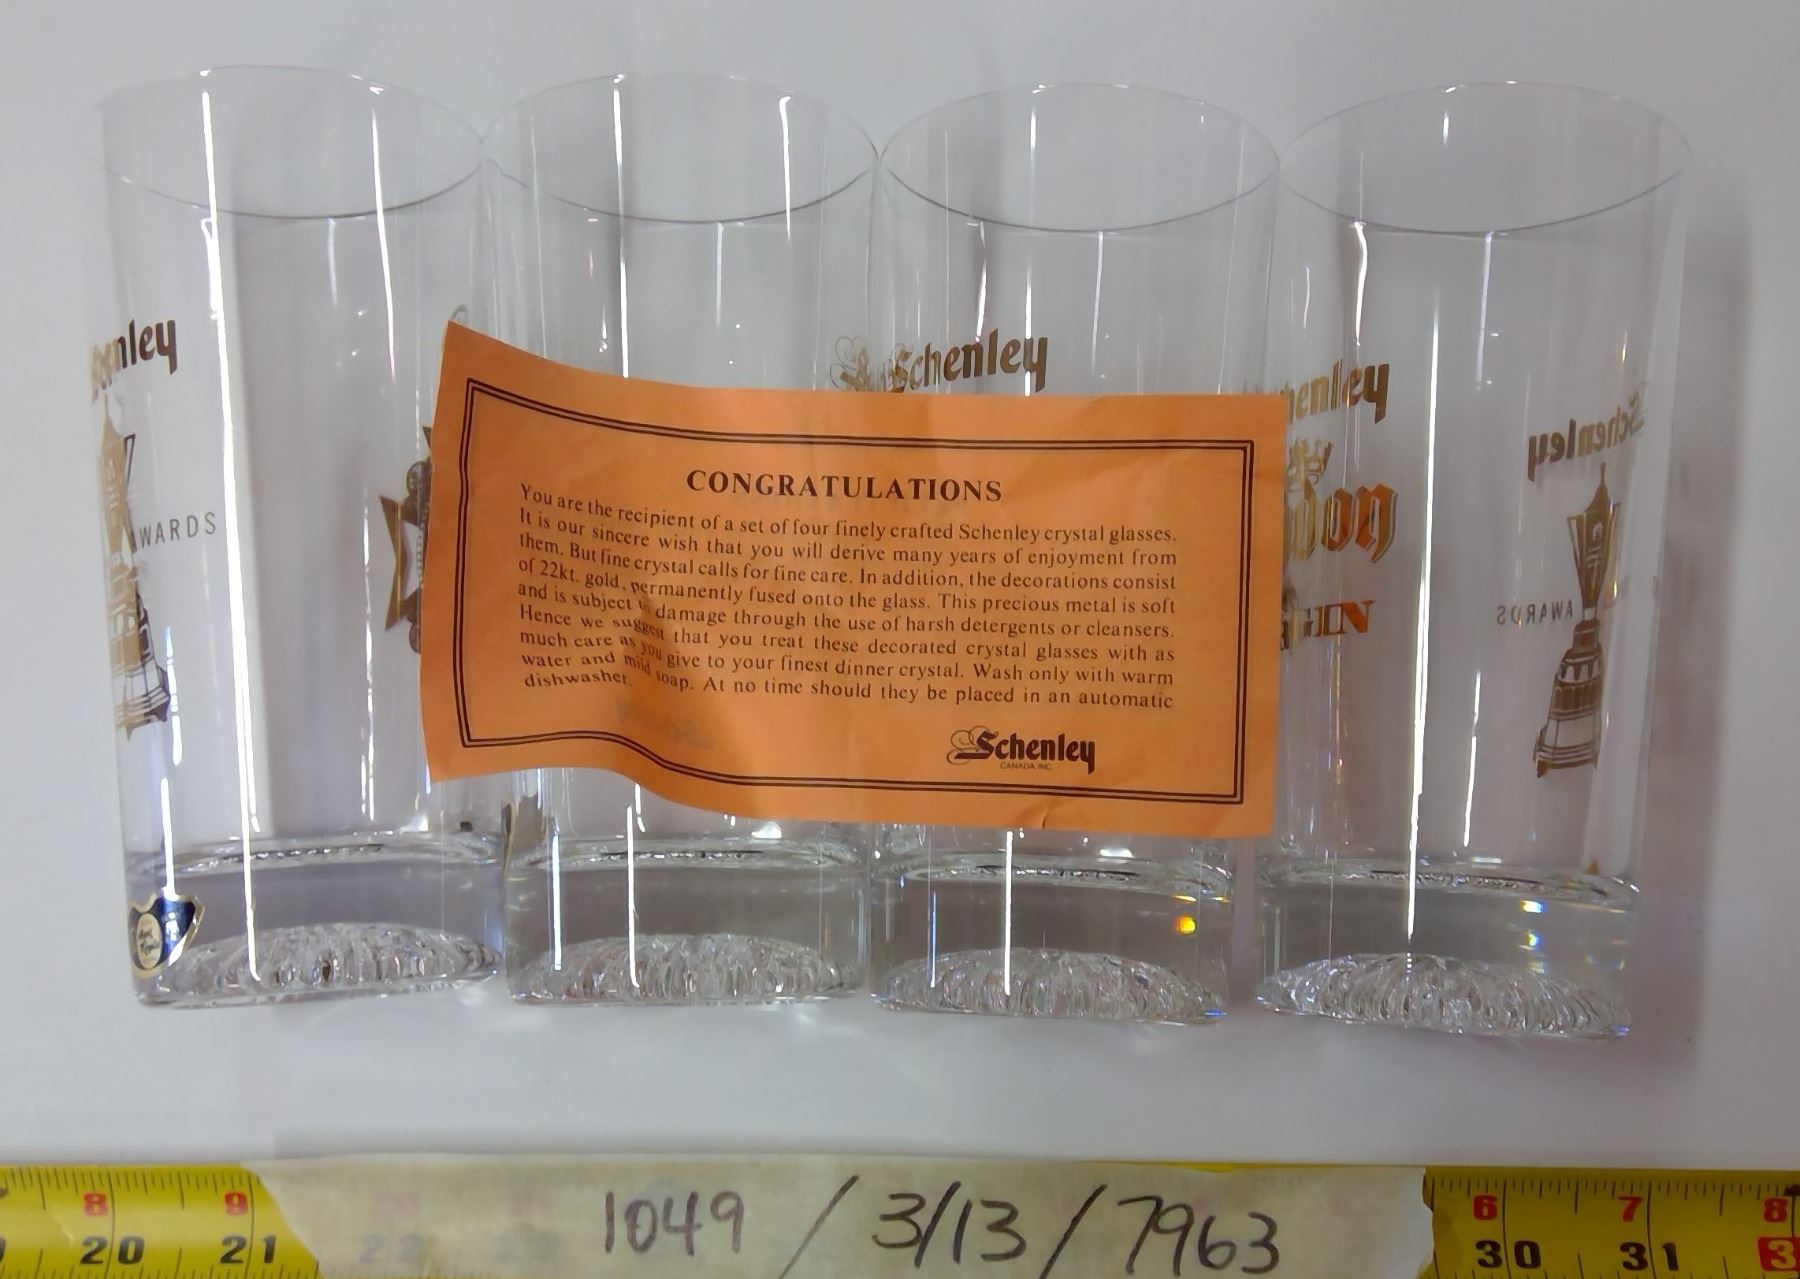 Schenley
Schenley
Schenley
Schenley
AWARDS
AWARDS
GIN
CONGRATULATIONS
You are the recipient of a set of four finely crafted Schenley crystal glasses.
It is our sincere wish that you will derive many years of enjoyment from
them. But fine crystal calls for fine care. In addition, the decorations consist
of 22kt. gold, permanently fused onto the glass. This precious metal is soft
and is subject to damage through the use of harsh detergents or cleansers.
Hence we suggest that you treat these decorated crystal glasses with as
much care as you give to your finest dinner crystal. Wash only with warm
water and mild soap. At no time should they be placed in an automatic
dishwasher.
Schenley
CANADA INC.
8 9 6 7 8
20 21 22 30 31 3
1049 / 3/13 / 7963